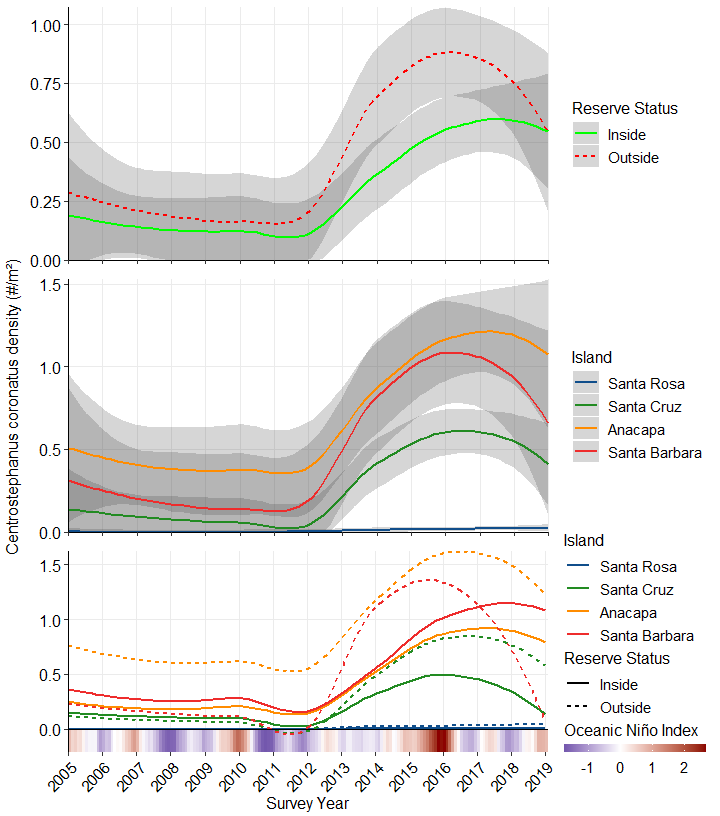 Centrostephanus coronatus density (#/m²)
1.00
0.75
0.50
0.25
0.00
Reserve Status
Inside
Outside
1.5
1.0
0.5
0.0
Island
Santa Rosa
Santa Cruz
Anacapa
Santa Barbara
1.5
1.0
0.5
0.0
Island
Santa Rosa
Santa Cruz
Anacapa
Santa Barbara
Reserve Status
Inside
Outside
Oceanic Niño Index
-1 0 1 2
2005 2006 2007 2008 2009 2010 2011 2012 2013 2014 2015 2016 2017 2018 2019
Survey Year